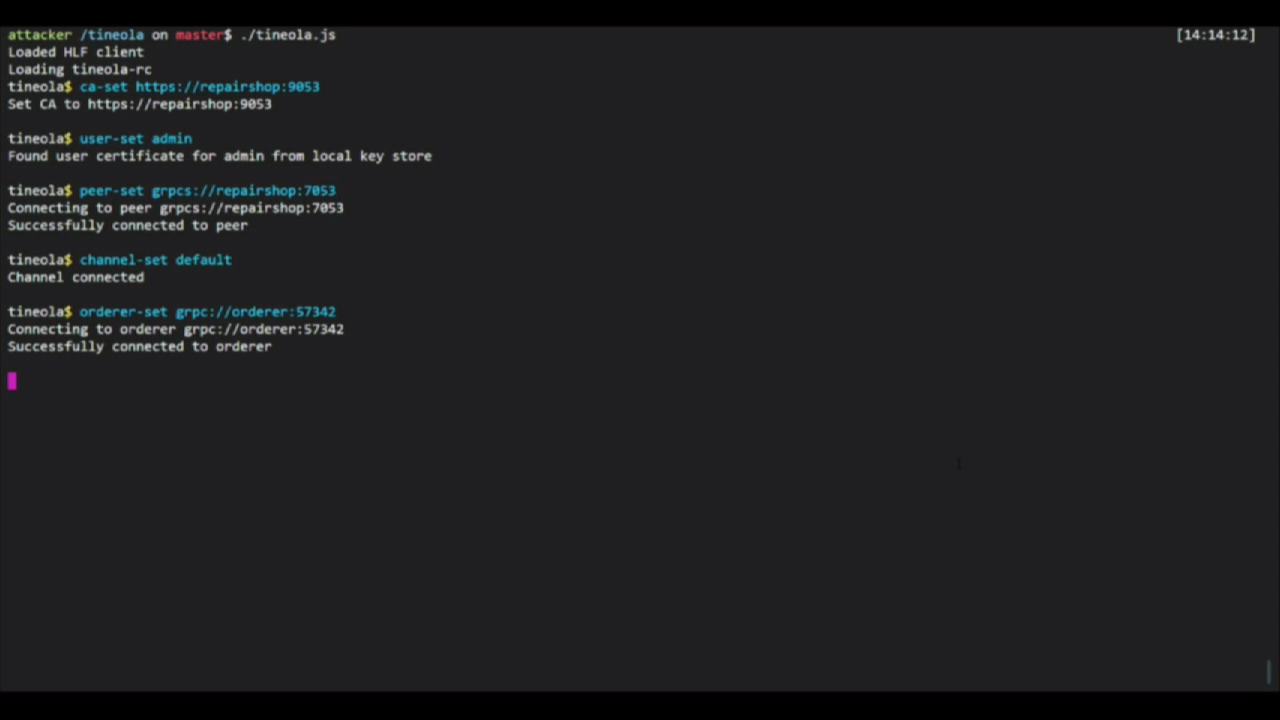 attacker /tineola on master$ ./tineola.js [14:14:12]
Loaded HLF client
Loading tineola-rc
tineola$ ca-set https://repairshop:9053
Set CA to https://repairshop:9053
tineola$ user-set admin
Found user certificate for admin from local key store
tineola$ peer-set grpcs://repairshop:7053
Connecting to peer grpcs://repairshop:7053
Successfully connected to peer
tineola$ channel-set default
Channel connected
tineola$ orderer-set grpc://orderer:57342
Connecting to orderer grpc://orderer:57342
Successfully connected to orderer